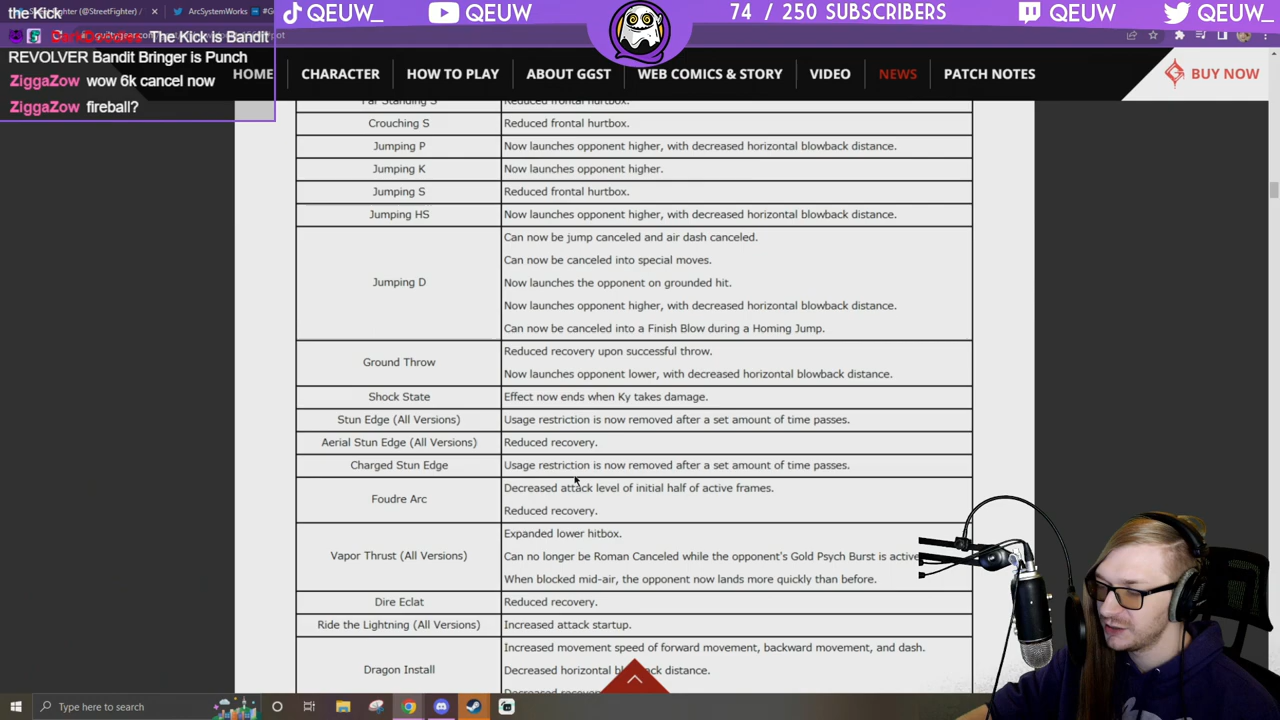 the Kick
The Kick is Bandit
REVOLVER Bandit Bringer is Punch
ZiggaZow wow 6k cancel now
ZiggaZow fireball?
(@StreetFighter) /
ArcSystemWorks
QEUW_
QEUW
74 / 250 SUBSCRIBERS
QEUW
QEUW_
HOME
CHARACTER
HOW TO PLAY
ABOUT GGST
WEB COMICS & STORY
VIDEO
NEWS
PATCH NOTES
BUY NOW
Far Standing S
Reduced frontal hurtbox.
Crouching S
Reduced frontal hurtbox.
Jumping P
Now launches opponent higher, with decreased horizontal blowback distance.
Jumping K
Now launches opponent higher.
Jumping S
Reduced frontal hurtbox.
Jumping HS
Now launches opponent higher, with decreased horizontal blowback distance.
Jumping D
Can now be jump canceled and air dash canceled.
Can now be canceled into special moves.
Now launches the opponent on grounded hit.
Now launches opponent higher, with decreased horizontal blowback distance.
Can now be canceled into a Finish Blow during a Homing Jump.
Ground Throw
Reduced recovery upon successful throw.
Now launches opponent lower, with decreased horizontal blowback distance.
Shock State
Effect now ends when Ky takes damage.
Stun Edge (All Versions)
Usage restriction is now removed after a set amount of time passes.
Aerial Stun Edge (All Versions)
Reduced recovery.
Charged Stun Edge
Usage restriction is now removed after a set amount of time passes.
Foudre Arc
Decreased attack level of initial half of active frames.
Reduced recovery.
Vapor Thrust (All Versions)
Expanded lower hitbox.
Can no longer be Roman Canceled while the opponent's Gold Psych Burst is active
When blocked mid-air, the opponent now lands more quickly than before.
Dire Eclat
Reduced recovery.
Ride the Lightning (All Versions)
Increased attack startup.
Dragon Install
Increased movement speed of forward movement, backward movement, and dash.
Decreased horizontal distance.
Type here to search